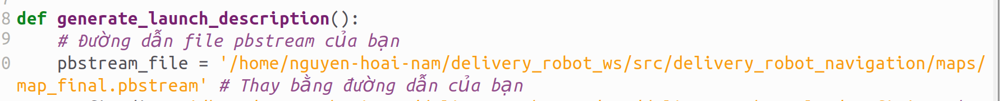 8 def generate_launch_description():
9 # Đường dẫn file pbstream của bạn
0 pbstream_file = '/home/nguyen-hoai-nam/delivery_robot_ws/src/delivery_robot_navigation/maps/
map_final.pbstream' # Thay bằng đường dẫn của bạn